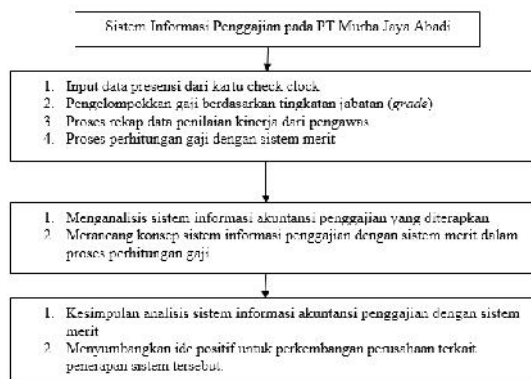 Sistem Informasi Penggajian pada PT Murba Jaya Abadi
1. Input data presensi dari kartu check clock
2. Pengelompokkan gaji berdasarkan tingkatan jabatan (grade)
3. Proses rekap data penilaian kinerja dari pengawas
4. Proses perhitungan gaji dengan sistem merit
1. Menganalisis sistem informasi akuntansi penggajian yang diterapkan
2. Merancang konsep sistem informasi penggajian dengan sistem merit dalam
proses perhitungan gaji
1. Kesimpulan analisis sistem informasi akuntansi penggajian dengan sistem
merit
2. Menyumbangkan ide positif untuk perkembangan perusahaan terkait
penerapan sistem tersebut.